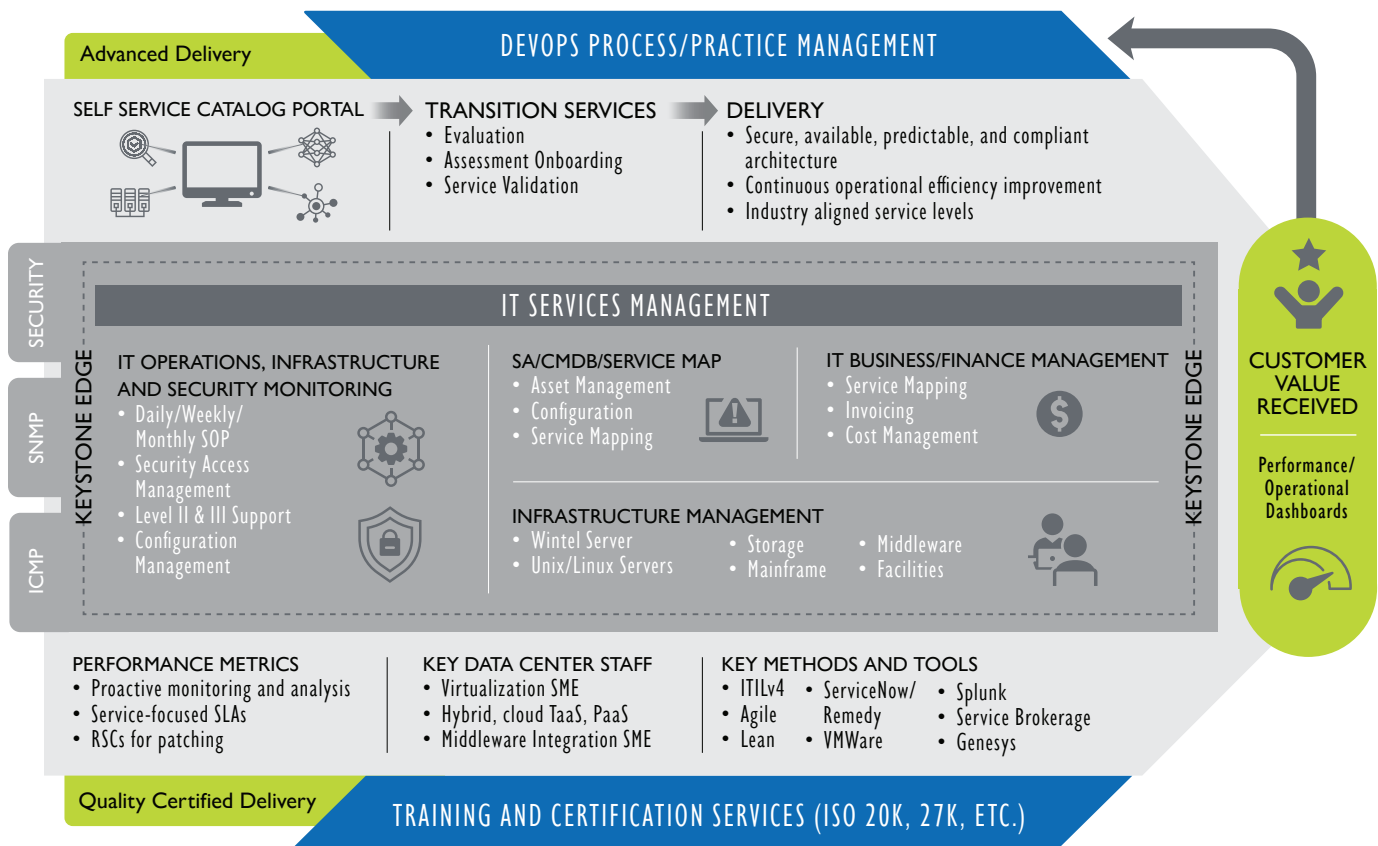 Advanced Delivery
DEVOPS PROCESS/PRACTICE MANAGEMENT
SELF SERVICE CATALOG PORTAL
TRANSITION SERVICES
• Evaluation
• Assessment Onboarding
• Service Validation
DELIVERY
• Secure, available, predictable, and compliant
architecture
• Continuous operational efficiency improvement
• Industry aligned service levels
SECURITY
SNMP
ICMP
KEYSTONE EDGE
IT SERVICES MANAGEMENT
IT OPERATIONS, INFRASTRUCTURE
AND SECURITY MONITORING
• Daily/Weekly/
Monthly SOP
• Security Access
Management
• Level II & III Support
• Configuration
Management
SA/CMDB/SERVICE MAP
• Asset Management
• Configuration
• Service Mapping
IT BUSINESS/FINANCE MANAGEMENT
• Service Mapping
• Invoicing
• Cost Management
$
INFRASTRUCTURE MANAGEMENT
• Wintel Server
• Unix/Linux Servers
• Storage
• Mainframe
• Middleware
• Facilities
KEYSTONE EDGE
CUSTOMER
VALUE
RECEIVED
Performance/
Operational
Dashboards
PERFORMANCE METRICS
• Proactive monitoring and analysis
• Service-focused SLAs
• RSCs for patching
KEY DATA CENTER STAFF
• Virtualization SME
• Hybrid, cloud TaaS, PaaS
• Middleware Integration SME
KEY METHODS AND TOOLS
• ITILv4
• Agile
• Lean
• ServiceNow/
Remedy
• VMWare
• Splunk
• Service Brokerage
• Genesys
Quality Certified Delivery
TRAINING AND CERTIFICATION SERVICES (ISO 20K, 27K, ETC.)